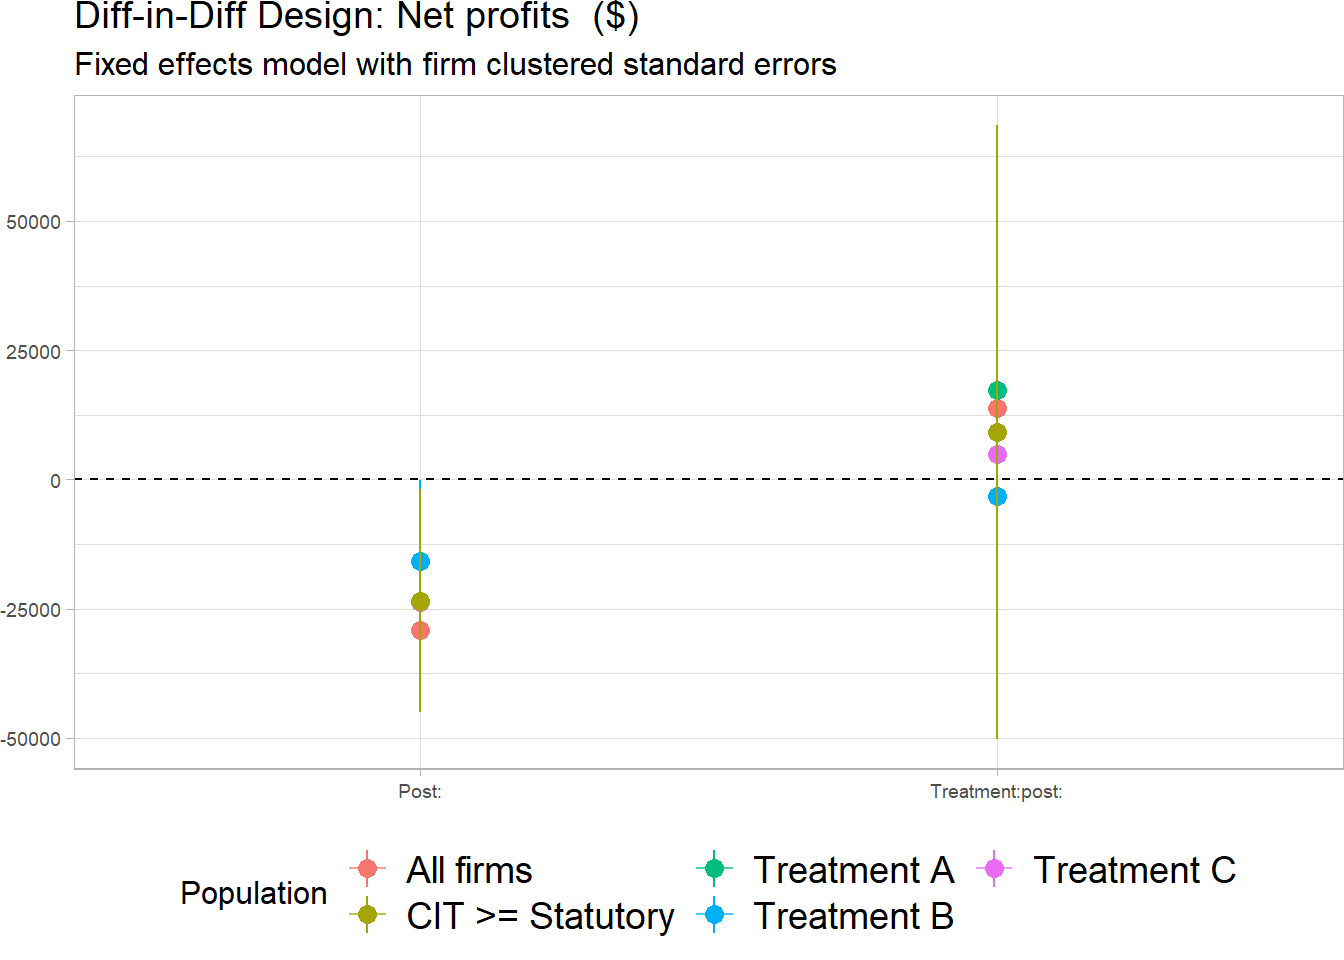 Diff-in-Diff Design: Net profits  ($)
Fixed effects model with firm clustered standard errors
50000
25000
0
-25000
-50000
Post:
Treatment:post:
Population
All firms
Treatment A
Treatment C
CIT >= Statutory
Treatment B